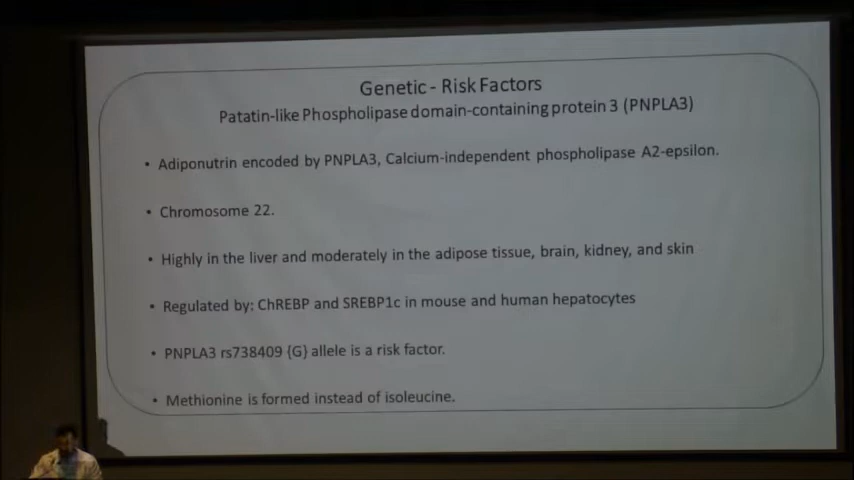 Genetic - Risk Factors
Patatin-like Phospholipase domain-containing protein 3 (PNPLA3)
• Adiponutrin encoded by PNPLA3, Calcium-independent phospholipase A2-epsilon.
• Chromosome 22.
• Highly in the liver and moderately in the adipose tissue, brain, kidney, and skin
• Regulated by: ChREBP and SREBP1c in mouse and human hepatocytes
• PNPLA3 rs738409 {G} allele is a risk factor.
• Methionine is formed instead of isoleucine.